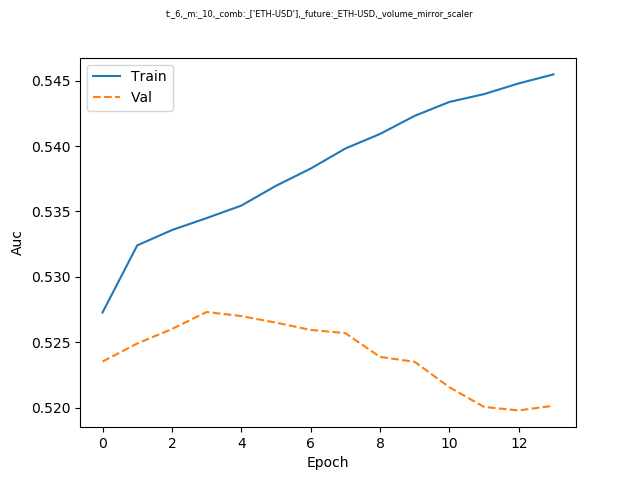 t:_6,_m:_10,_comb:_['ETH-USD'],_future:_ETH-USD,_volume_mirror_scaler
Train
Val
0.545
0.540
0.535
0.530
0.525
0.520
Auc
0 2 4 6 8 10 12
Epoch